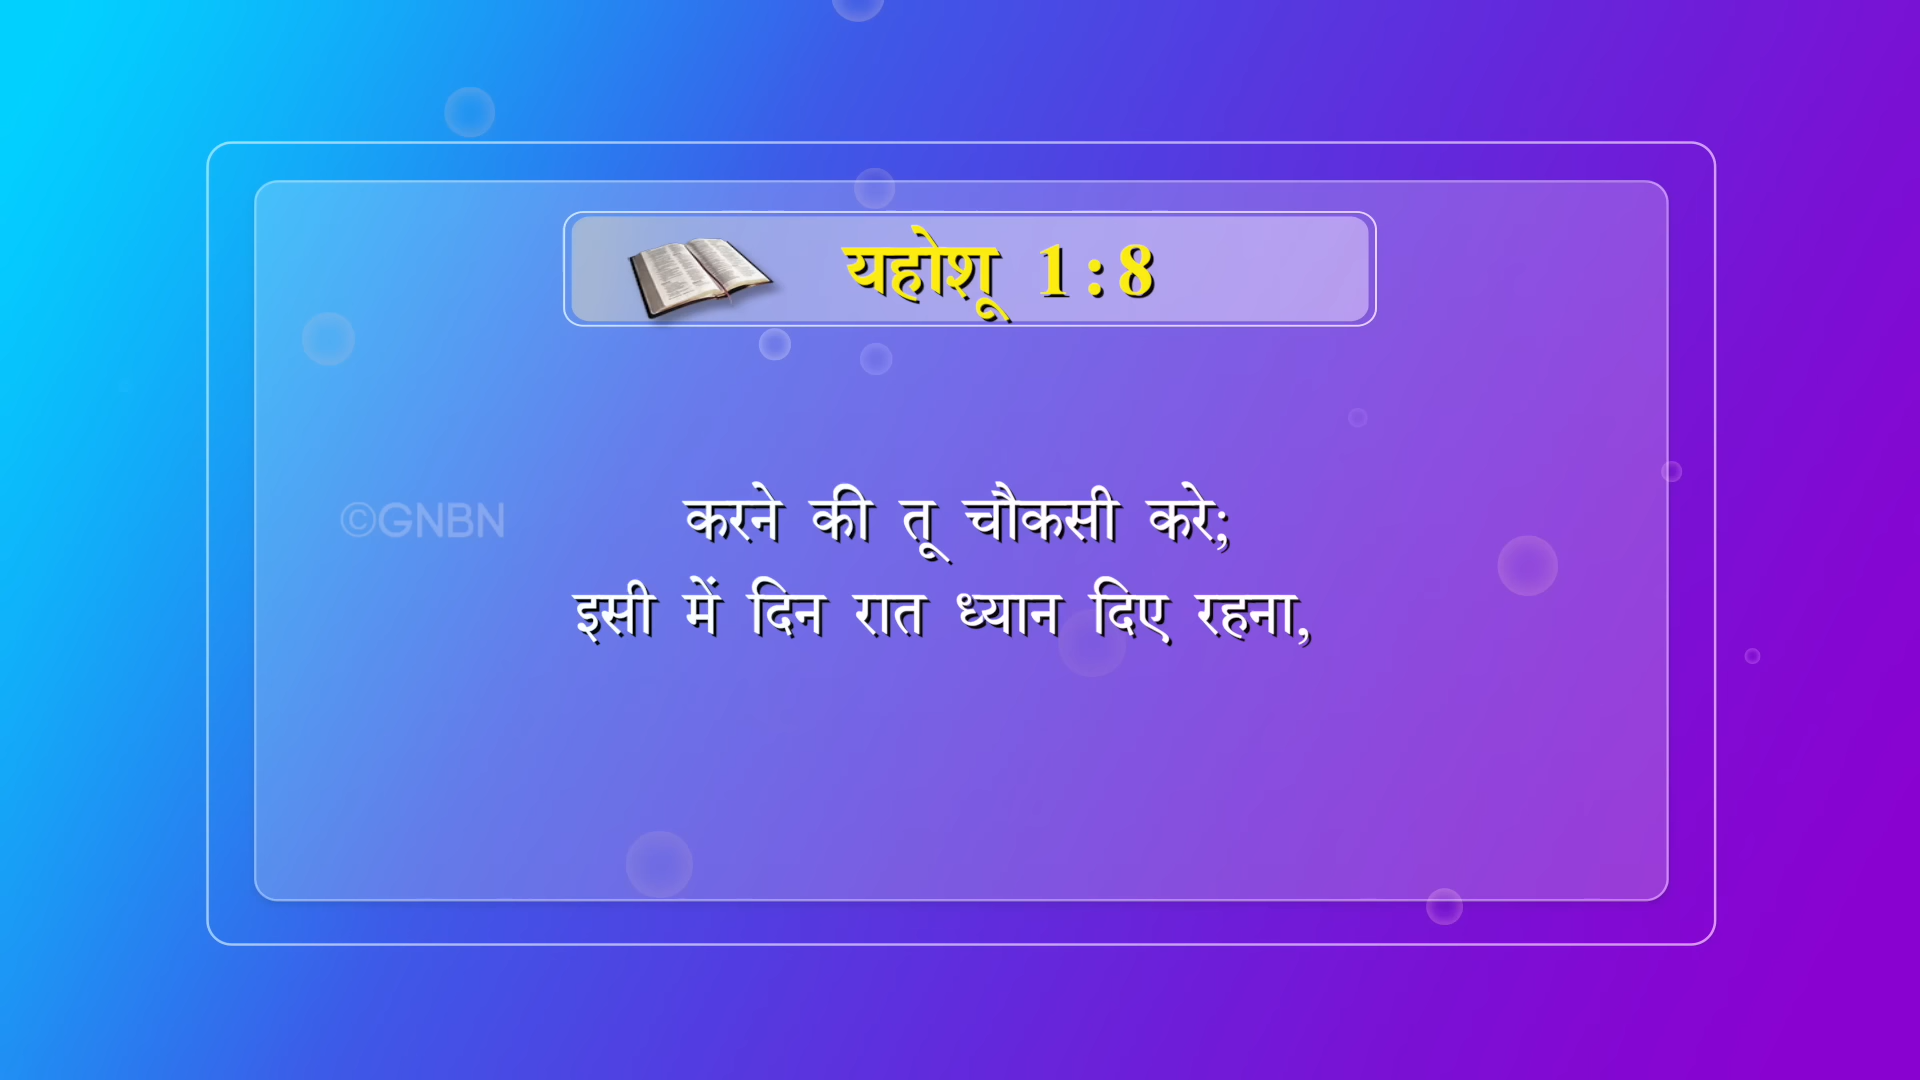 यहोशू 1:8
©GNBN
करने की तू चौकसी करे;
इसी में दिन रात ध्यान दिए रहना,